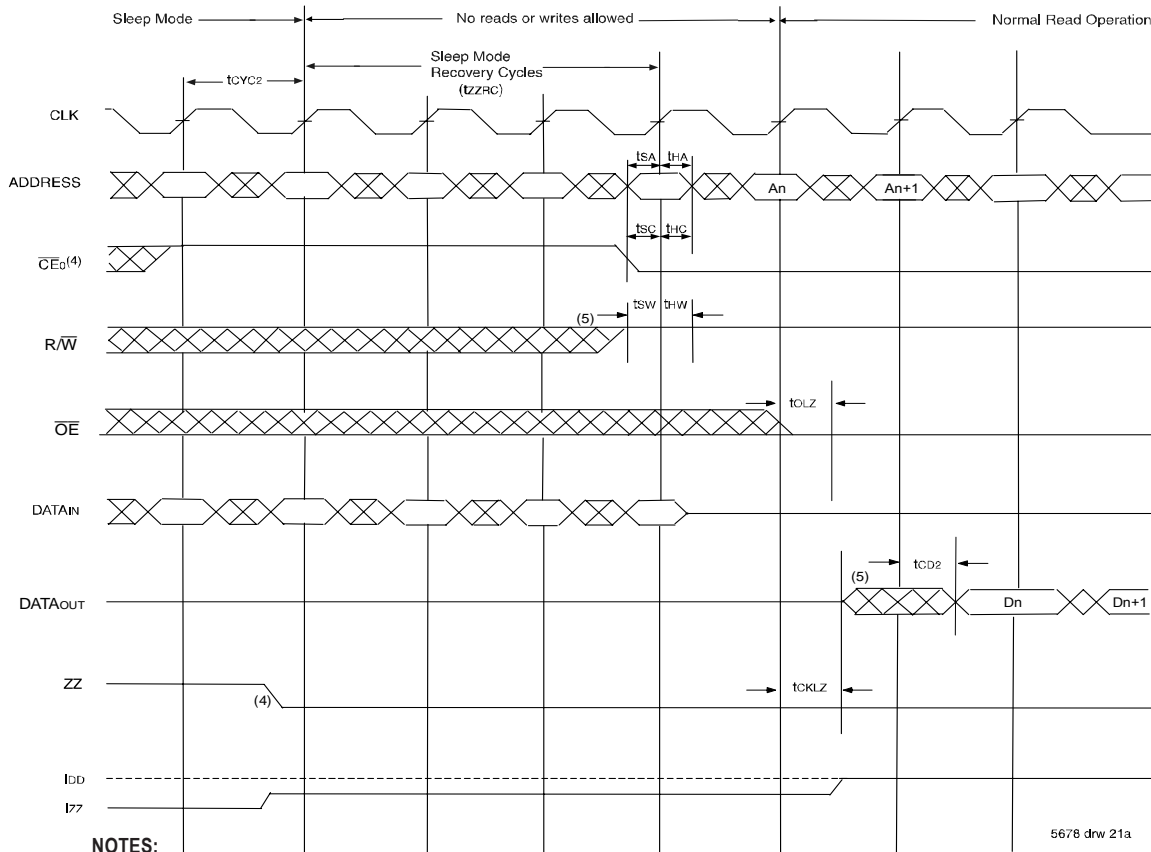 Sleep Mode
No reads or writes allowed
Normal Read Operation
Sleep Mode
Recovery Cycles
(tZZRC)
tCYC2
CLK
tSA tHA
ADDRESS
An
An+1
tSC tHC
CE0(4)
tSW tHW
(5)
R/W
tOLZ
OE
DATAIN
tCD2
(5)
DATAOUT
Dn
Dn+1
ZZ
(4)
tCKLZ
IDD
IZZ
5678 drw 21a
NOTES: